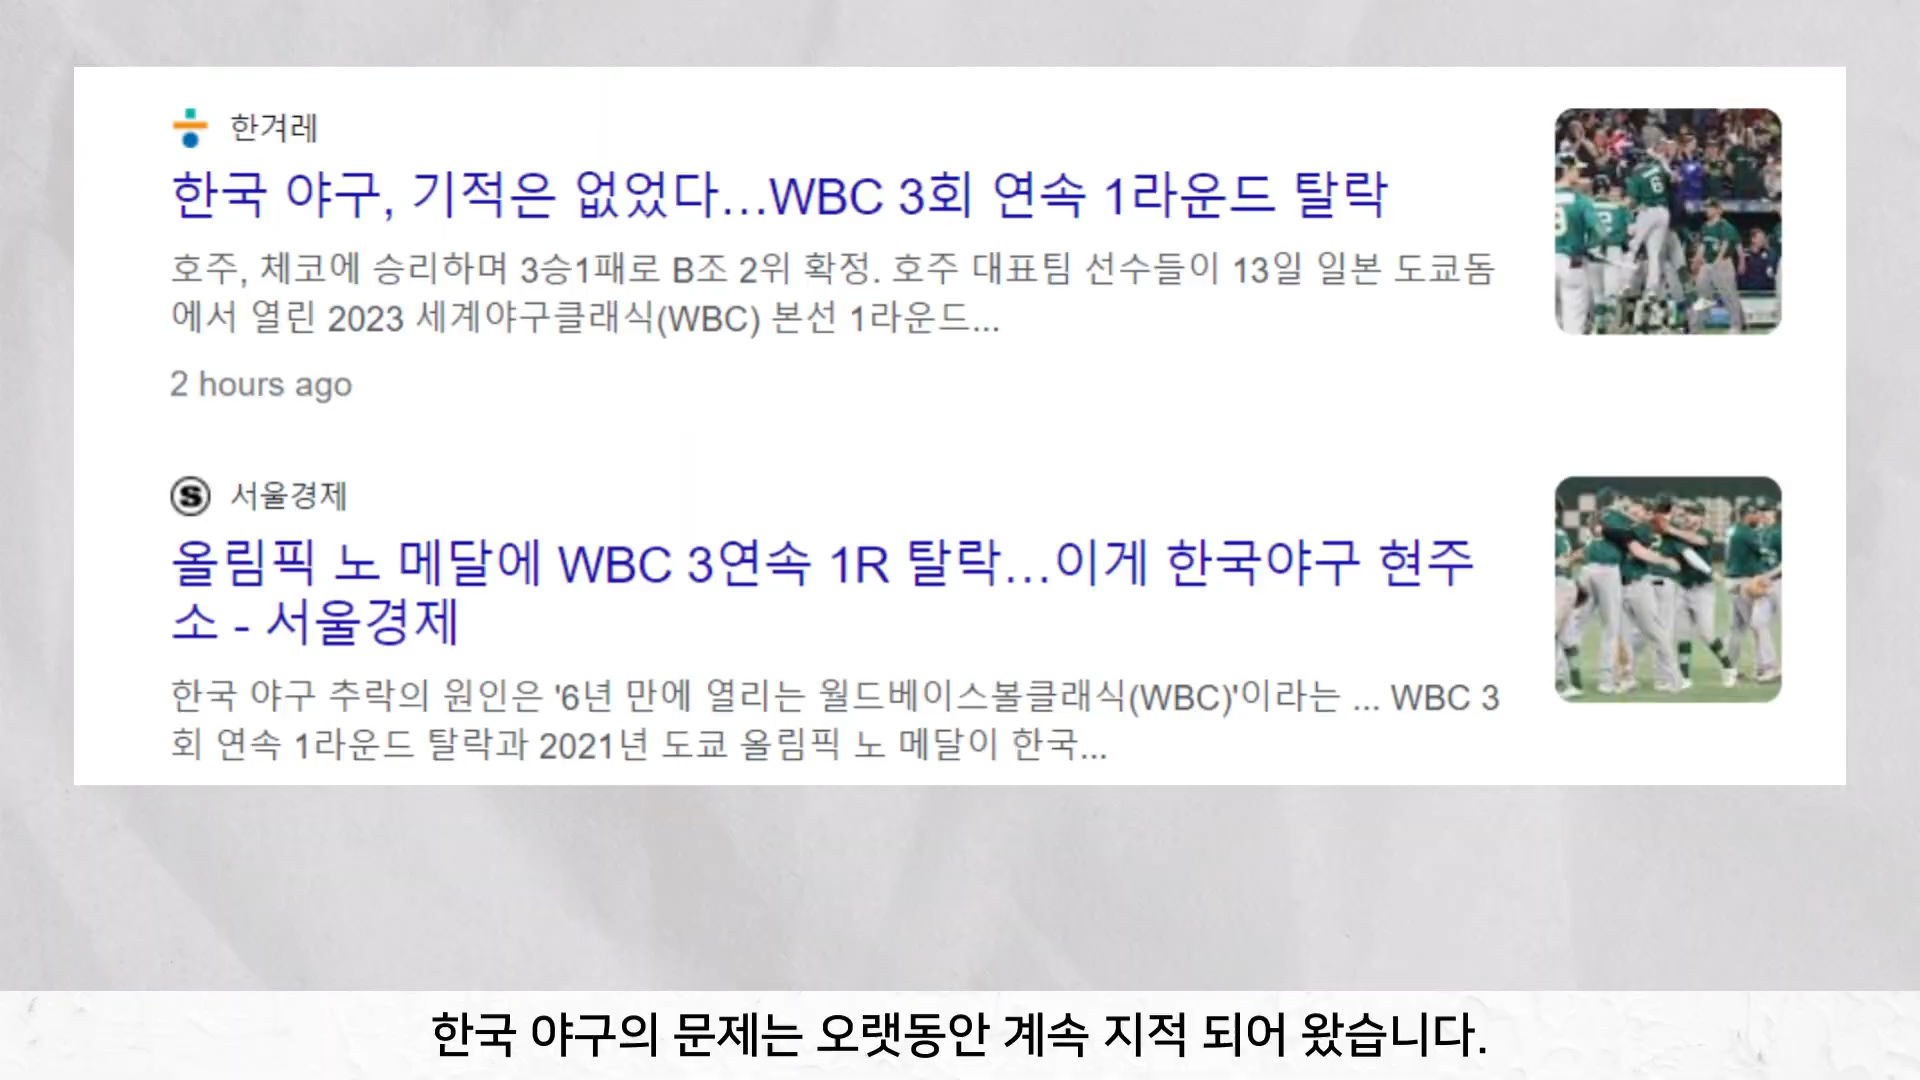 한겨레
한국 야구, 기적은 없었다...WBC 3회 연속 1라운드 탈락
호주, 체코에 승리하며 3승1패로 B조 2위 확정. 호주 대표팀 선수들이 13일 일본 도쿄돔
에서 열린 2023 세계야구클래식(WBC) 본선 1라운드...
2 hours ago
S 서울경제
올림픽 노 메달에 WBC 3연속 1R 탈락...이게 한국야구 현주
소 - 서울경제
한국 야구 추락의 원인은 '6년 만에 열리는 월드베이스볼클래식(WBC)'이라는 ... WBC 3
회 연속 1라운드 탈락과 2021년 도쿄 올림픽 노 메달이 한국...
한국 야구의 문제는 오랫동안 계속 지적 되어 왔습니다.